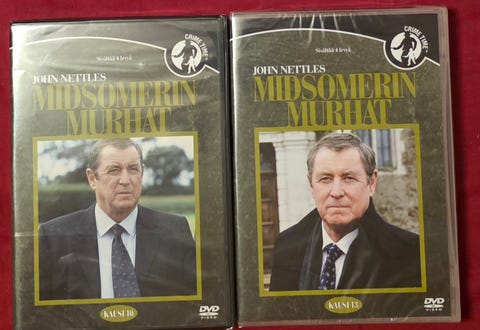 CRIME TIME
Sisältää 4 levyä
JOHN NETTLES
MIDSOMERIN
MURHAT
KAUSI 10
DVD
VIDEO
CRIME TIME
Sisältää 4 levyä
JOHN NETTLES
MIDSOMERIN
MURHAT
KAUSI 13
DVD
VIDEO